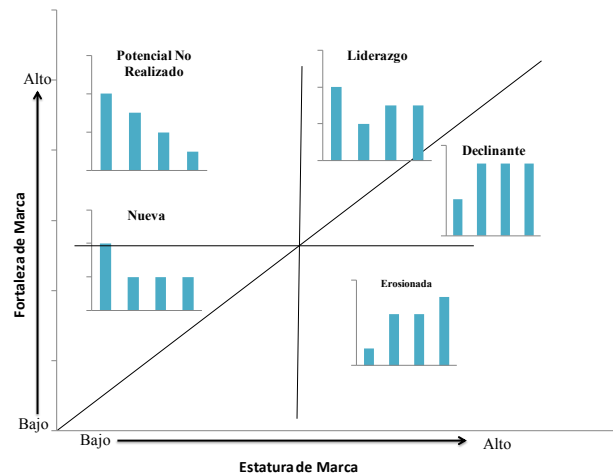 Potencial No
Realizado
Liderazgo
Alto
Declinante
Nueva
Fortaleza de Marca
Erosionada
Bajo
Bajo
Alto
Estatura de Marca